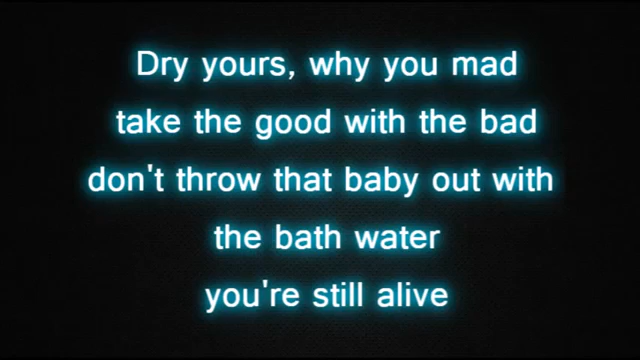 Dry yours, why you mad
take the good with the bad
don't throw that baby out with
the bath water
you're still alive